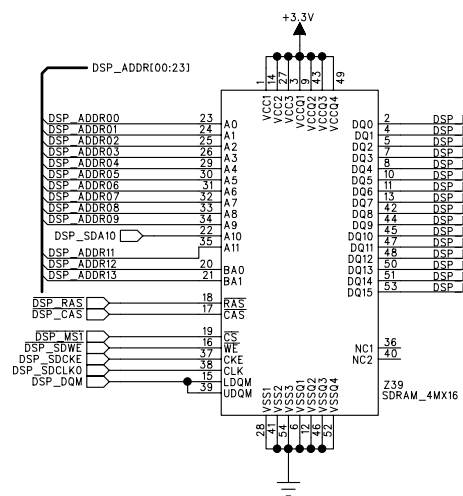 +3.3V
DSP_ADDR[00:23]
1 14 27 3 9 43 49
VCC1 VCC2 VCC3 VCCQ1 VCCQ2 VCCQ3 VCCQ4
DSP_ADDR00 23 A0 DQ0 2 DSP_
DSP_ADDR01 24 A1 DQ1 4 DSP_
DSP_ADDR02 25 A2 DQ2 5 DSP_
DSP_ADDR03 26 A3 DQ3 7 DSP_
DSP_ADDR04 29 A4 DQ4 8 DSP_
DSP_ADDR05 30 A5 DQ5 10 DSP_
DSP_ADDR06 31 A6 DQ6 11 DSP_
DSP_ADDR07 32 A7 DQ7 13 DSP_
DSP_ADDR08 33 A8 DQ8 42 DSP_
DSP_ADDR09 34 A9 DQ9 44 DSP_
DSP_SDA10 22 A10 DQ10 45 DSP_
DSP_ADDR11 35 A11 DQ11 47 DSP_
DSP_ADDR12 20 BA0 DQ12 48 DSP_
DSP_ADDR13 21 BA1 DQ13 50 DSP_
DQ14 51 DSP_
DQ15 53 DSP_
DSP_RAS 18 RAS
DSP_CAS 17 CAS
DSP_MS1 19 CS
DSP_SDWE 16 WE NC1 36
DSP_SDCKE 37 CKE NC2 40
DSP_SDCLK0 38 CLK
DSP_DQM 15 LDQM
39 UDQM
Z39
SDRAM_4MX16
VSS1 VSS2 VSS3 VSSQ1 VSSQ2 VSSQ3 VSSQ4
28 41 54 6 12 46 52